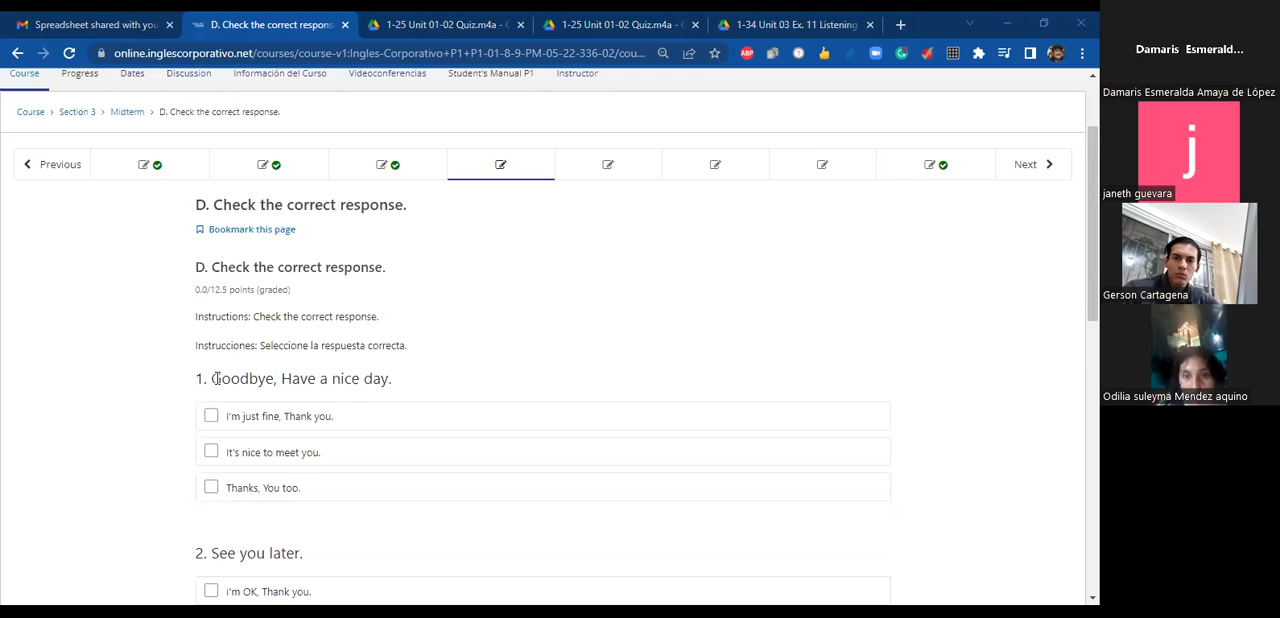 Spreadsheet shared with you
D. Check the correct respons
1-25 Unit 01-02 Quiz.m4a -
1-25 Unit 01-02 Quiz.m4a -
1-34 Unit 03 Ex. 11 Listening
online.inglescorporativo.net/courses/course-v1:Ingles-Corporativo+P1+P1-01-8-9-PM-05-22-336-02/cou...
Course
Progress
Dates
Discussion
Información del Curso
Videoconferencias
Student's Manual P1
Instructor
Course > Section 3 > Midterm > D. Check the correct response.
Previous
Next
D. Check the correct response.
Bookmark this page
D. Check the correct response.
0.0/12.5 points (graded)
Instructions: Check the correct response.
Instrucciones: Seleccione la respuesta correcta.
1. Goodbye, Have a nice day.
I'm just fine, Thank you.
It's nice to meet you.
Thanks, You too.
2. See you later.
I'm OK, Thank you.
Damaris Esmerald...
Damaris Esmeralda Amaya de López
j
janeth guevara
Gerson Cartagena
Odilia suleyma Mendez aquino